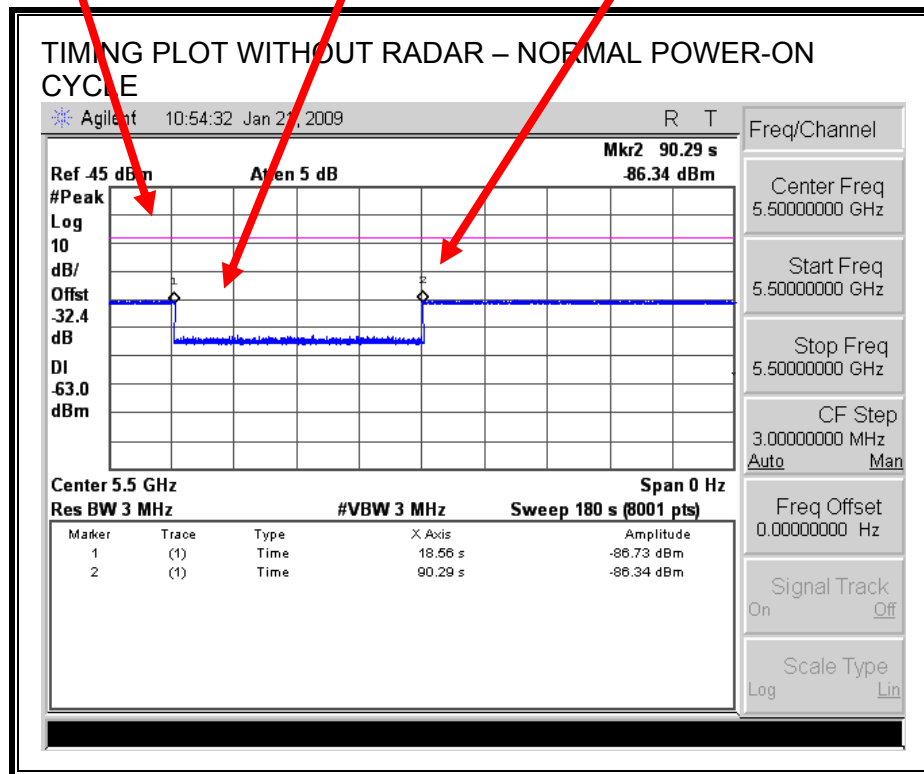 TIMING PLOT WITHOUT RADAR – NORMAL POWER-ON
CYCLE
Agilent 10:54:32 Jan 21, 2009 R T
Freq/Channel
Mkr2 90.29 s
Ref -45 dBm Atten 5 dB -86.34 dBm
#Peak
Log
10
dB/
Offst
-32.4
dB
DI
-63.0
dBm
1
2
Center 5.5 GHz Span 0 Hz
Res BW 3 MHz #VBW 3 MHz Sweep 180 s (8001 pts)
Marker Trace Type X Axis Amplitude
1 (1) Time 18.56 s -86.73 dBm
2 (1) Time 90.29 s -86.34 dBm
Center Freq
5.50000000 GHz
Start Freq
5.50000000 GHz
Stop Freq
5.50000000 GHz
CF Step
3.00000000 MHz
Auto Man
Freq Offset
0.00000000 Hz
Signal Track
On Off
Scale Type
Log Lin